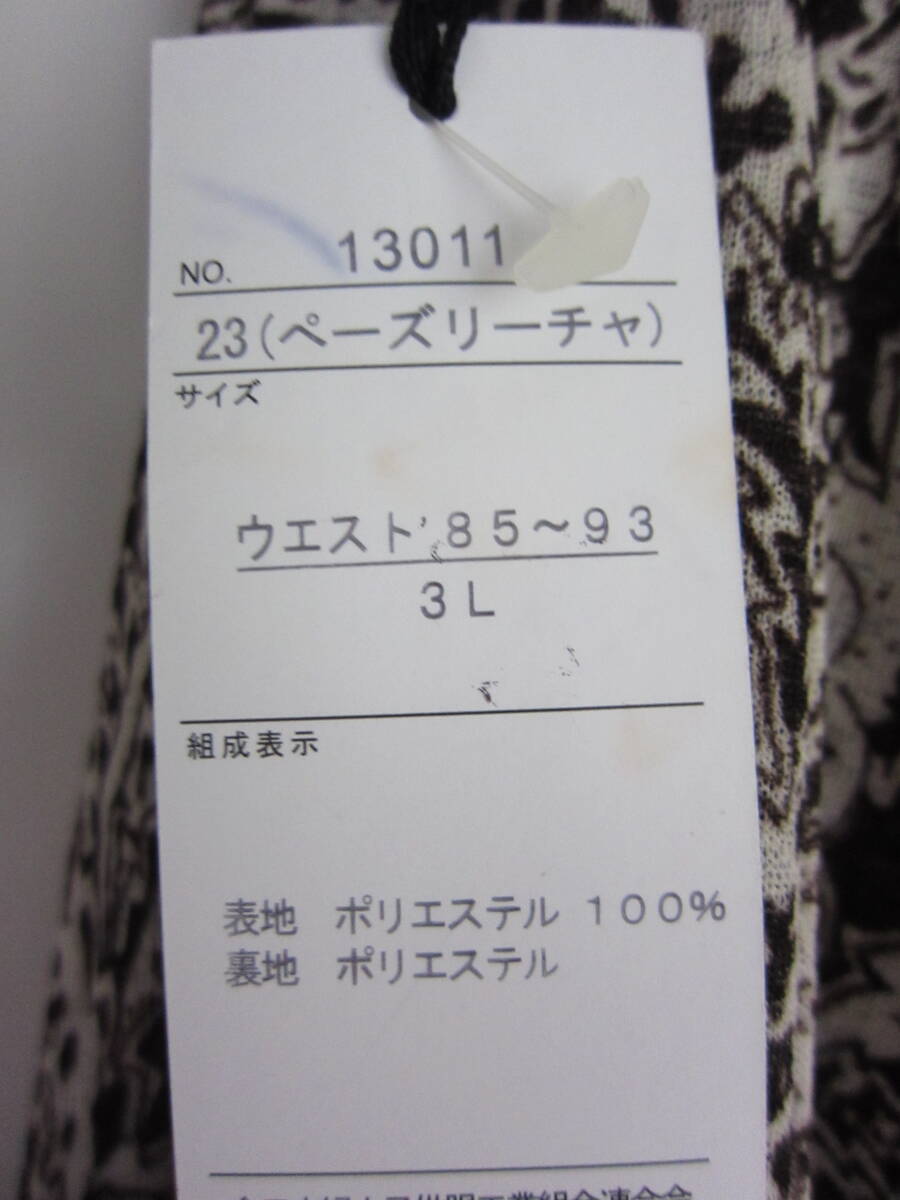 NO. 13011
23(ペーズリーチャ)
サイズ
ウエスト 85~93
3L
組成表示
表地 ポリエステル 100%
裏地 ポリエステル